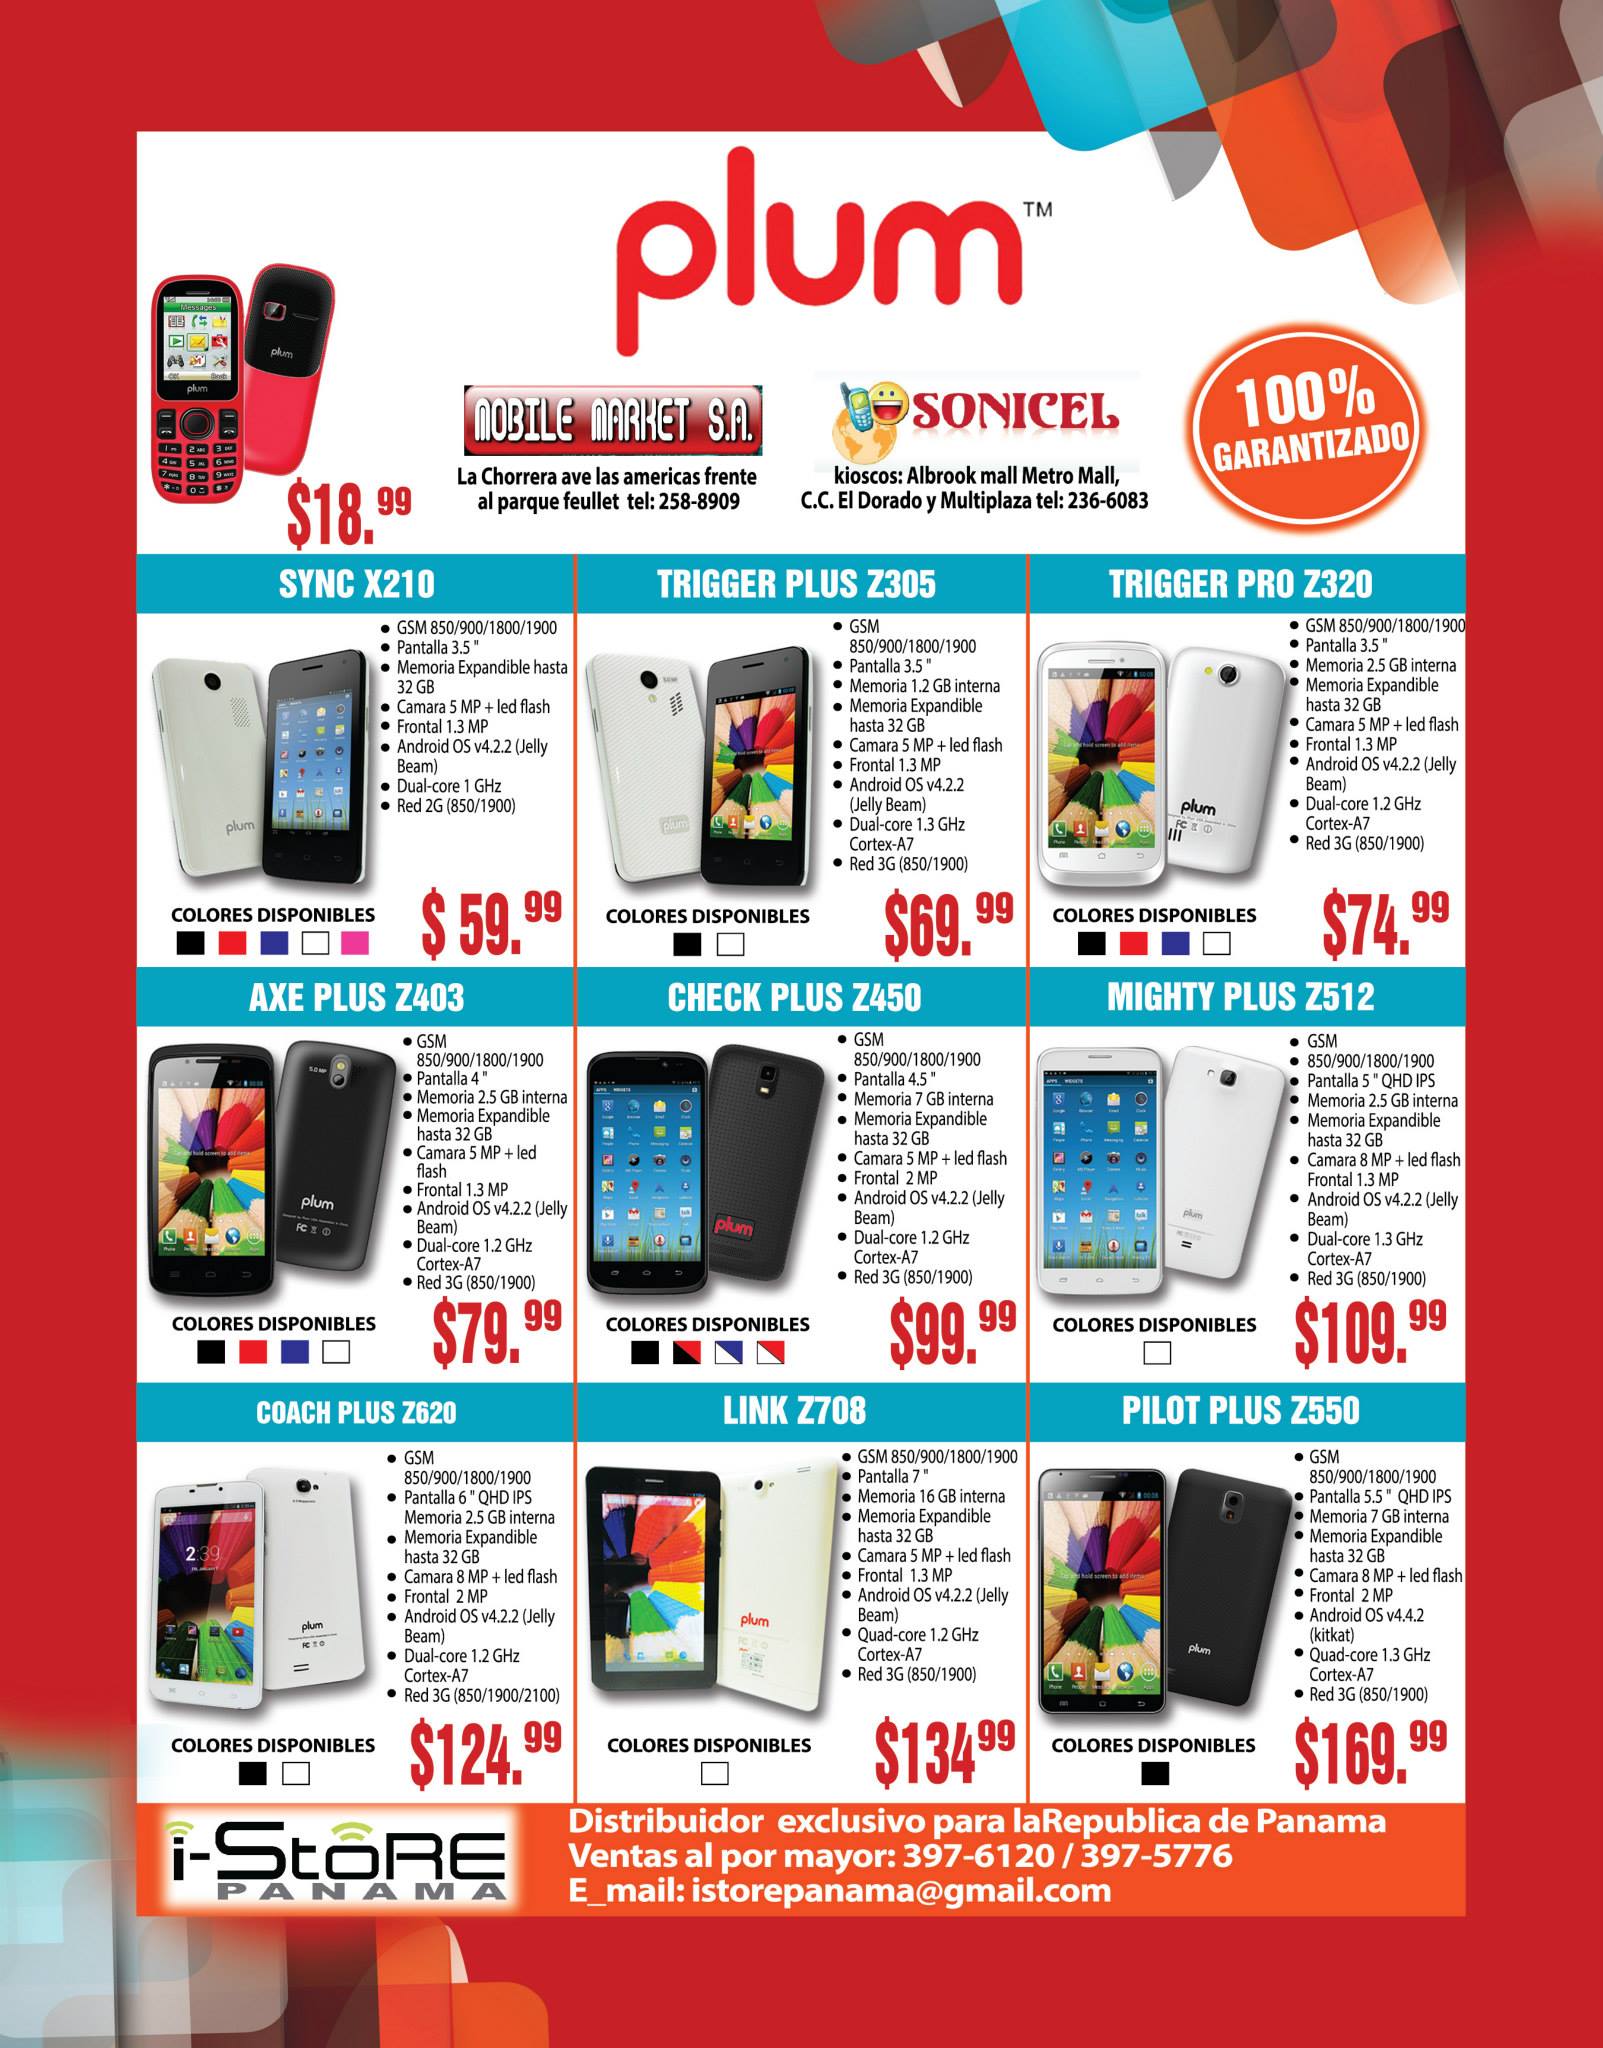 plum™
MOBILE MARKET S.A.
La Chorrera ave las americas frente
al parque feullet tel: 258-8909
SONICEL
kioscos: Albrook mall Metro Mall,
C.C. El Dorado y Multiplaza tel: 236-6083
100%
GARANTIZADO
Messages
OK Back
plum
plum
$18.99
SYNC X210
• GSM 850/900/1800/1900
• Pantalla 3.5 "
• Memoria Expandible hasta
32 GB
• Camara 5 MP + led flash
• Frontal 1.3 MP
• Android OS v4.2.2 (Jelly
Beam)
• Dual-core 1 GHz
• Red 2G (850/1900)
plum
COLORES DISPONIBLES
$ 59.99
TRIGGER PLUS Z305
• GSM
850/900/1800/1900
• Pantalla 3.5 "
• Memoria 1.2 GB interna
• Memoria Expandible
hasta 32 GB
• Camara 5 MP + led flash
• Frontal 1.3 MP
• Android OS v4.2.2
(Jelly Beam)
• Dual-core 1.3 GHz
Cortex-A7
• Red 3G (850/1900)
plum
COLORES DISPONIBLES
$69.99
TRIGGER PRO Z320
• GSM 850/900/1800/1900
• Pantalla 3.5 "
• Memoria 2.5 GB interna
• Memoria Expandible
hasta 32 GB
• Camara 5 MP + led flash
• Frontal 1.3 MP
• Android OS v4.2.2 (Jelly
Beam)
• Dual-core 1.2 GHz
Cortex-A7
• Red 3G (850/1900)
plum
COLORES DISPONIBLES
$74.99
AXE PLUS Z403
• GSM
850/900/1800/1900
• Pantalla 4 "
• Memoria 2.5 GB interna
• Memoria Expandible
hasta 32 GB
• Camara 5 MP + led
flash
• Frontal 1.3 MP
• Android OS v4.2.2 (Jelly
Beam)
• Dual-core 1.2 GHz
Cortex-A7
• Red 3G (850/1900)
5.0 MP
plum
COLORES DISPONIBLES
$79.99
CHECK PLUS Z450
• GSM
850/900/1800/1900
• Pantalla 4.5 "
• Memoria 7 GB interna
• Memoria Expandible
hasta 32 GB
• Camara 5 MP + led flash
• Frontal 2 MP
• Android OS v4.2.2 (Jelly
Beam)
• Dual-core 1.2 GHz
Cortex-A7
• Red 3G (850/1900)
APPS WIDGETS
plum
COLORES DISPONIBLES
$99.99
MIGHTY PLUS Z512
• GSM
• 850/900/1800/1900
• Pantalla 5 " QHD IPS
• Memoria 2.5 GB interna
• Memoria Expandible
hasta 32 GB
• Camara 8 MP + led flash
Frontal 1.3 MP
• Android OS v4.2.2 (Jelly
Beam)
• Dual-core 1.3 GHz
Cortex-A7
• Red 3G (850/1900)
APPS WIDGETS
plum
COLORES DISPONIBLES
$109.99
COACH PLUS Z620
• GSM
850/900/1800/1900
• Pantalla 6 " QHD IPS
Memoria 2.5 GB interna
• Memoria Expandible
hasta 32 GB
• Camara 8 MP + led flash
• Frontal 2 MP
• Android OS v4.2.2 (Jelly
Beam)
• Dual-core 1.2 GHz
Cortex-A7
• Red 3G (850/1900/2100)
2:39
plum
COLORES DISPONIBLES
$124.99
LINK Z708
• GSM 850/900/1800/1900
• Pantalla 7 "
• Memoria 16 GB interna
• Memoria Expandible
hasta 32 GB
• Camara 5 MP + led flash
• Frontal 1.3 MP
• Android OS v4.2.2 (Jelly
Beam)
• Quad-core 1.2 GHz
Cortex-A7
• Red 3G (850/1900)
plum
COLORES DISPONIBLES
$134 99
PILOT PLUS Z550
• GSM
850/900/1800/1900
• Pantalla 5.5 " QHD IPS
• Memoria 7 GB interna
• Memoria Expandible
hasta 32 GB
• Camara 8 MP + led flash
• Frontal 2 MP
• Android OS v4.4.2
(kitkat)
• Quad-core 1.3 GHz
Cortex-A7
• Red 3G (850/1900)
plum
COLORES DISPONIBLES
$169.99
i-StoRE
PANAMA
Distribuidor exclusivo para laRepublica de Panama
Ventas al por mayor: 397-6120 / 397-5776
E_mail: istorepanama@gmail.com